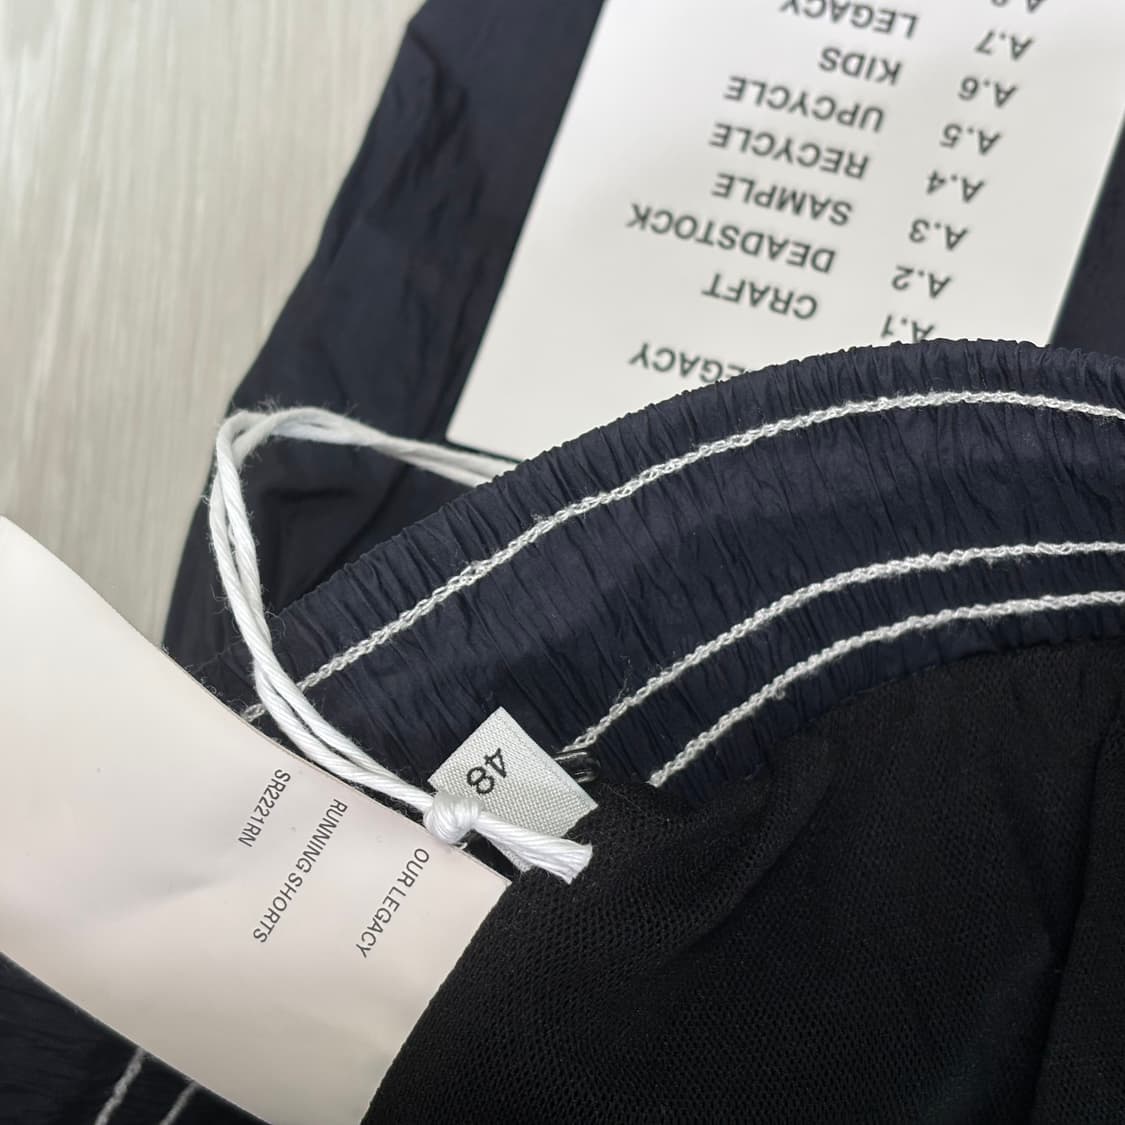 LEGACY
A.1 CRAFT
A.2 DEADSTOCK
A.3 SAMPLE
A.4 RECYCLE
A.5 UPCYCLE
A.6 KIDS
A.7 LEGACY
48
OUR LEGACY
RUNNING SHORTS
SR2221RN